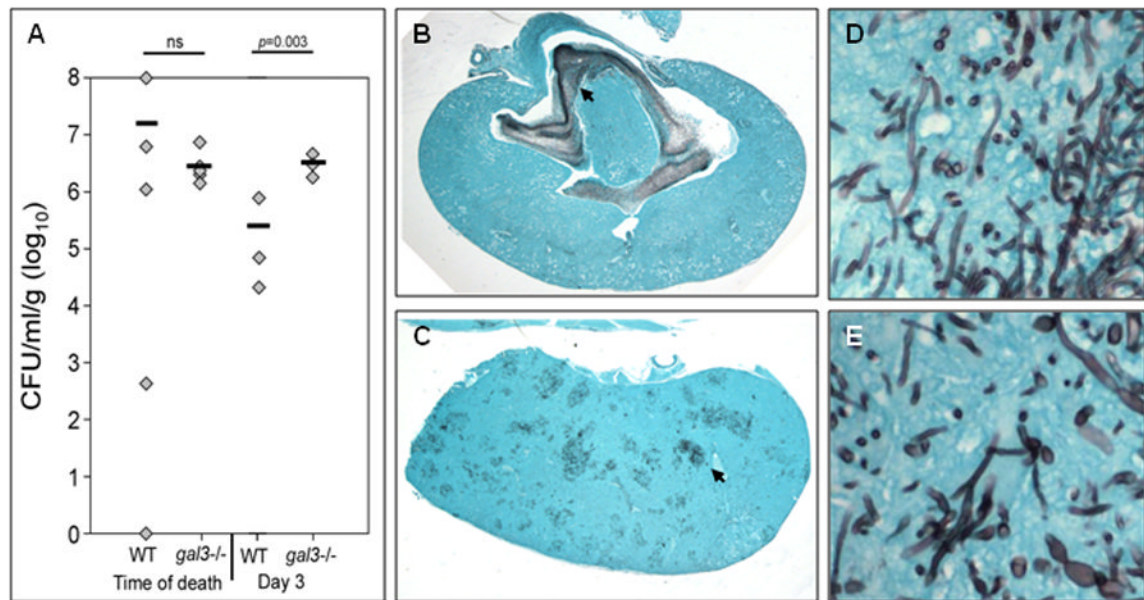 A
ns
p=0.003
8
7
6
5
4
3
2
1
0
CFU/ml/g (log10)
WT gal3-/- WT gal3-/-
Time of death Day 3
B
C
D
E